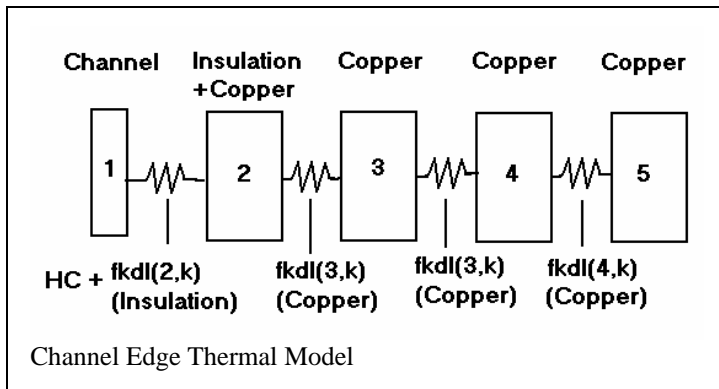 Channel Insulation Copper Copper Copper
+Copper
1 2 3 4 5
HC + fkdl(2,k) fkdl(3,k) fkdl(3,k) fkdl(4,k)
(Insulation) (Copper) (Copper) (Copper)
Channel Edge Thermal Model